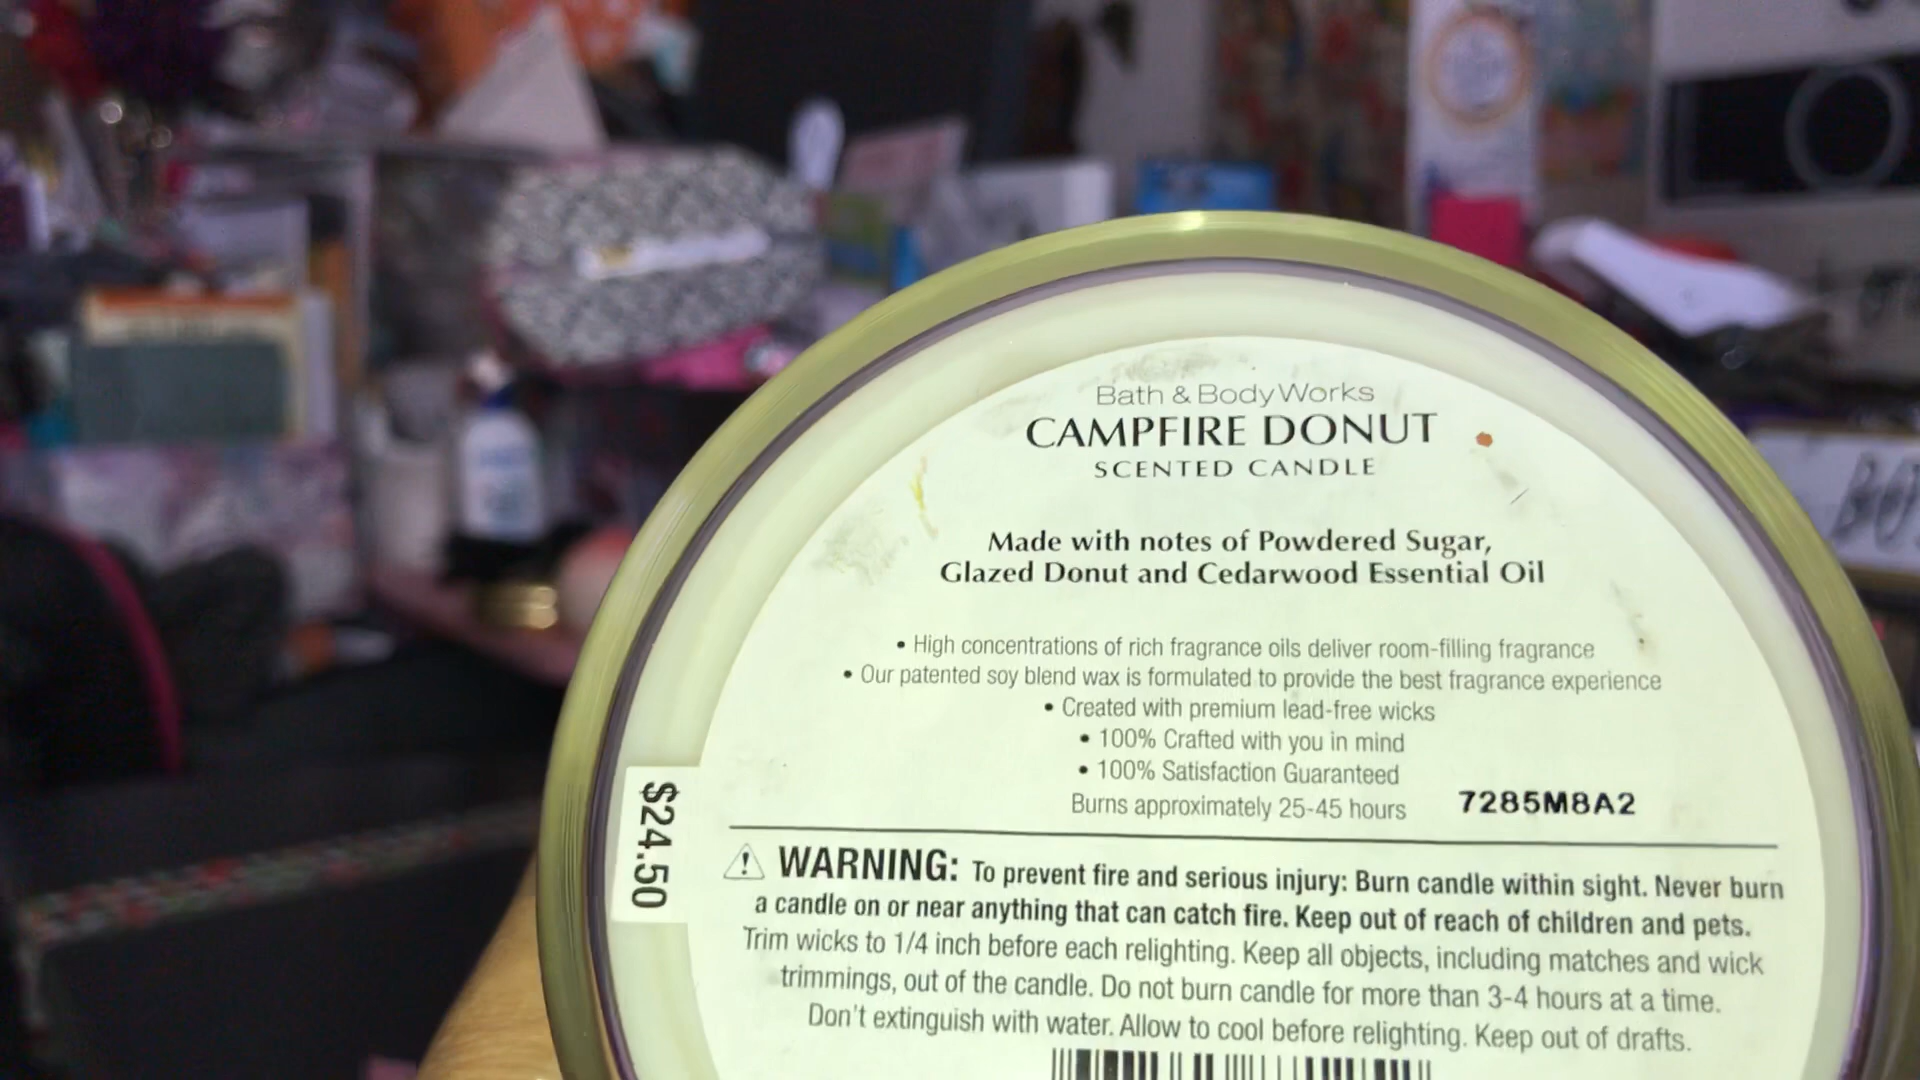 Bath & Body Works
CAMPFIRE DONUT
SCENTED CANDLE
Made with notes of Powdered Sugar,
Glazed Donut and Cedarwood Essential Oil
• High concentrations of rich fragrance oils deliver room-filling fragrance
• Our patented soy blend wax is formulated to provide the best fragrance experience
• Created with premium lead-free wicks
• 100% Crafted with you in mind
• 100% Satisfaction Guaranteed
Burns approximately 25-45 hours
7285M8A2
$24.50
WARNING: To prevent fire and serious injury: Burn candle within sight. Never burn
a candle on or near anything that can catch fire. Keep out of reach of children and pets.
Trim wicks to 1/4 inch before each relighting. Keep all objects, including matches and wick
trimmings, out of the candle. Do not burn candle for more than 3-4 hours at a time.
Don't extinguish with water. Allow to cool before relighting. Keep out of drafts.